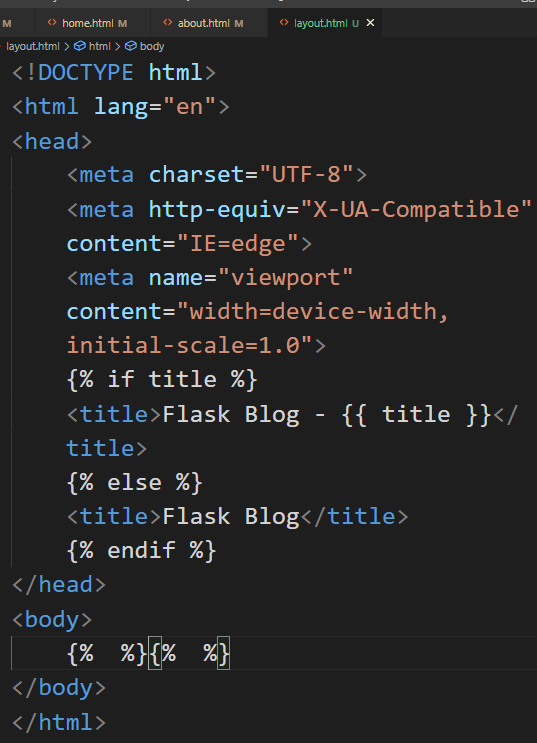 M home.html M about.html M layout.html U
layout.html > html > body
<!DOCTYPE html>
<html lang="en">
<head>
<meta charset="UTF-8">
<meta http-equiv="X-UA-Compatible"
content="IE=edge">
<meta name="viewport"
content="width=device-width,
initial-scale=1.0">
{% if title %}
<title>Flask Blog - {{ title }}</
title>
{% else %}
<title>Flask Blog</title>
{% endif %}
</head>
<body>
{%  %}{%  %}
</body>
</html>